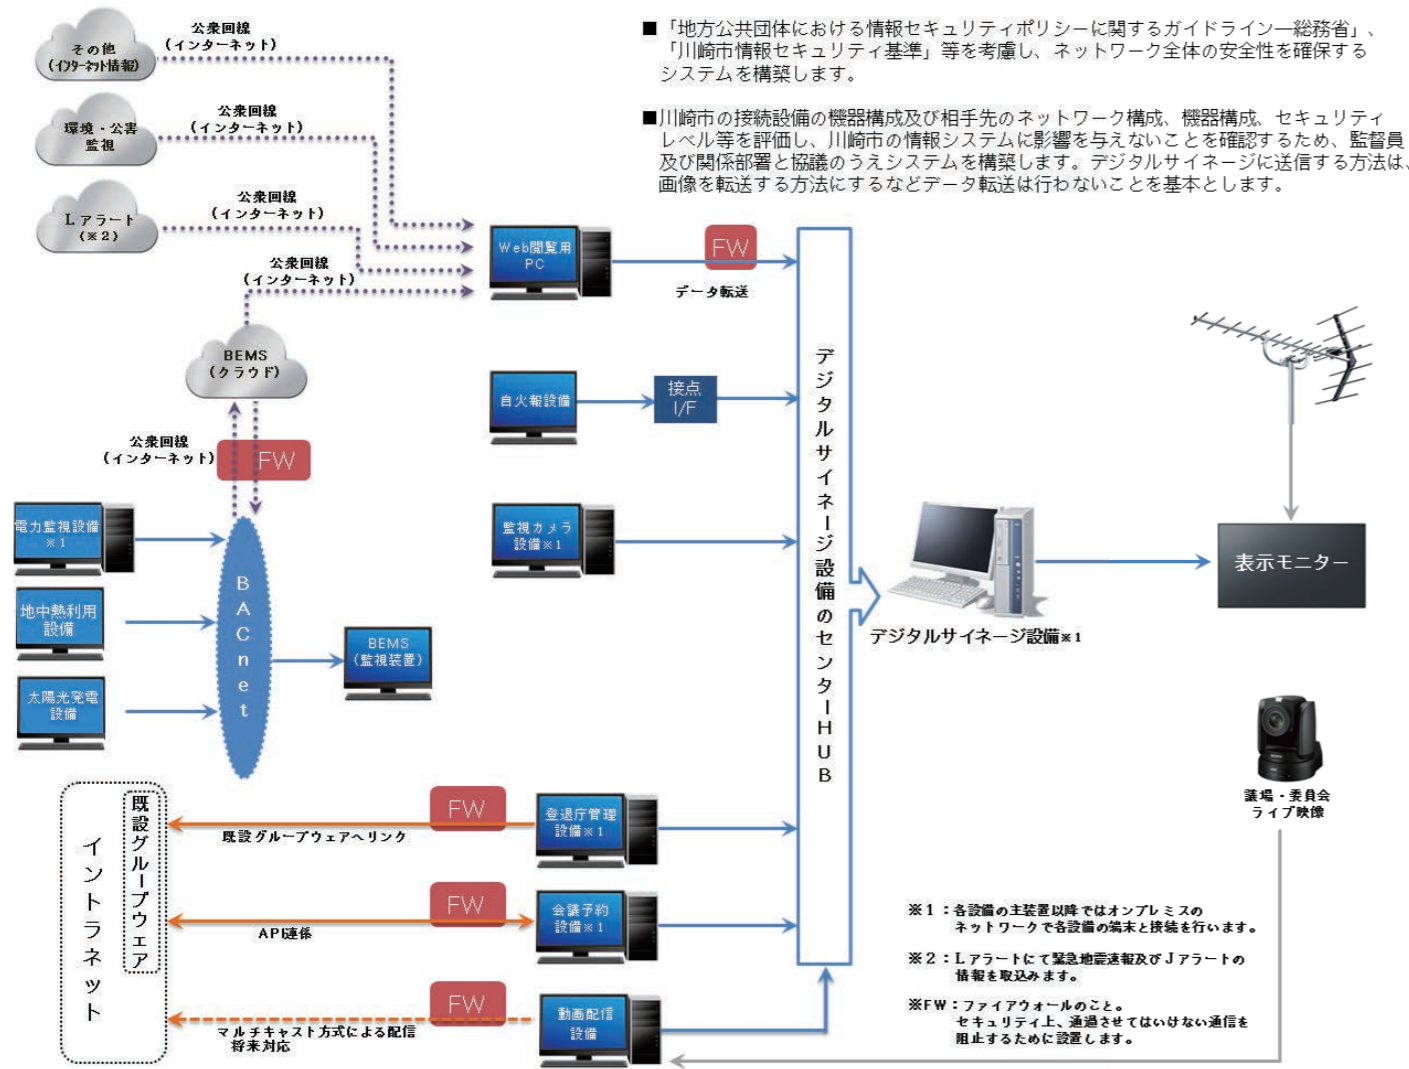 ■「地方公共団体における情報セキュリティポリシーに関するガイドライン―総務省」、
「川崎市情報セキュリティ基準」等を考慮し、ネットワーク全体の安全性を確保する
システムを構築します。
■川崎市の接続設備の機器構成及び相手先のネットワーク構成、機器構成、セキュリティ
レベル等を評価し、川崎市の情報システムに影響を与えないことを確認するため、監督員
及び関係部署と協議のうえシステムを構築します。デジタルサイネージに送信する方法は、
画像を転送する方法にするなどデータ転送は行わないことを基本とします。
その他
(インターネット情報)
公衆回線
(インターネット)
環境・公害
監視
公衆回線
(インターネット)
Lアラート
(※2)
公衆回線
(インターネット)
公衆回線
(インターネット)
Web閲覧用
PC
FW
データ転送
BEMS
(クラウド)
公衆回線
(インターネット)
FW
自火報設備
接点
I/F
電力監視設備
※1
監視カメラ
設備※1
地中熱利用
設備
太陽光発電
設備
BACnet
BEMS
(監視装置)
デジタルサイネージ設備のセンターHUB
デジタルサイネージ設備※1
表示モニター
議場・委員会
ライブ映像
イントラネット
既設グループウェア
FW
既設グループウェアへリンク
登退庁管理
設備※1
FW
API連係
会議予約
設備※1
FW
マルチキャスト方式による配信
将来対応
動画配信
設備
※1:各設備の主装置以降ではオンプレミスの
ネットワークで各設備の端末と接続を行います。
※2:Lアラートにて緊急地震速報及びJアラートの
情報を取込みます。
※FW:ファイアウォールのこと。
セキュリティ上、通過させてはいけない通信を
阻止するために設置します。